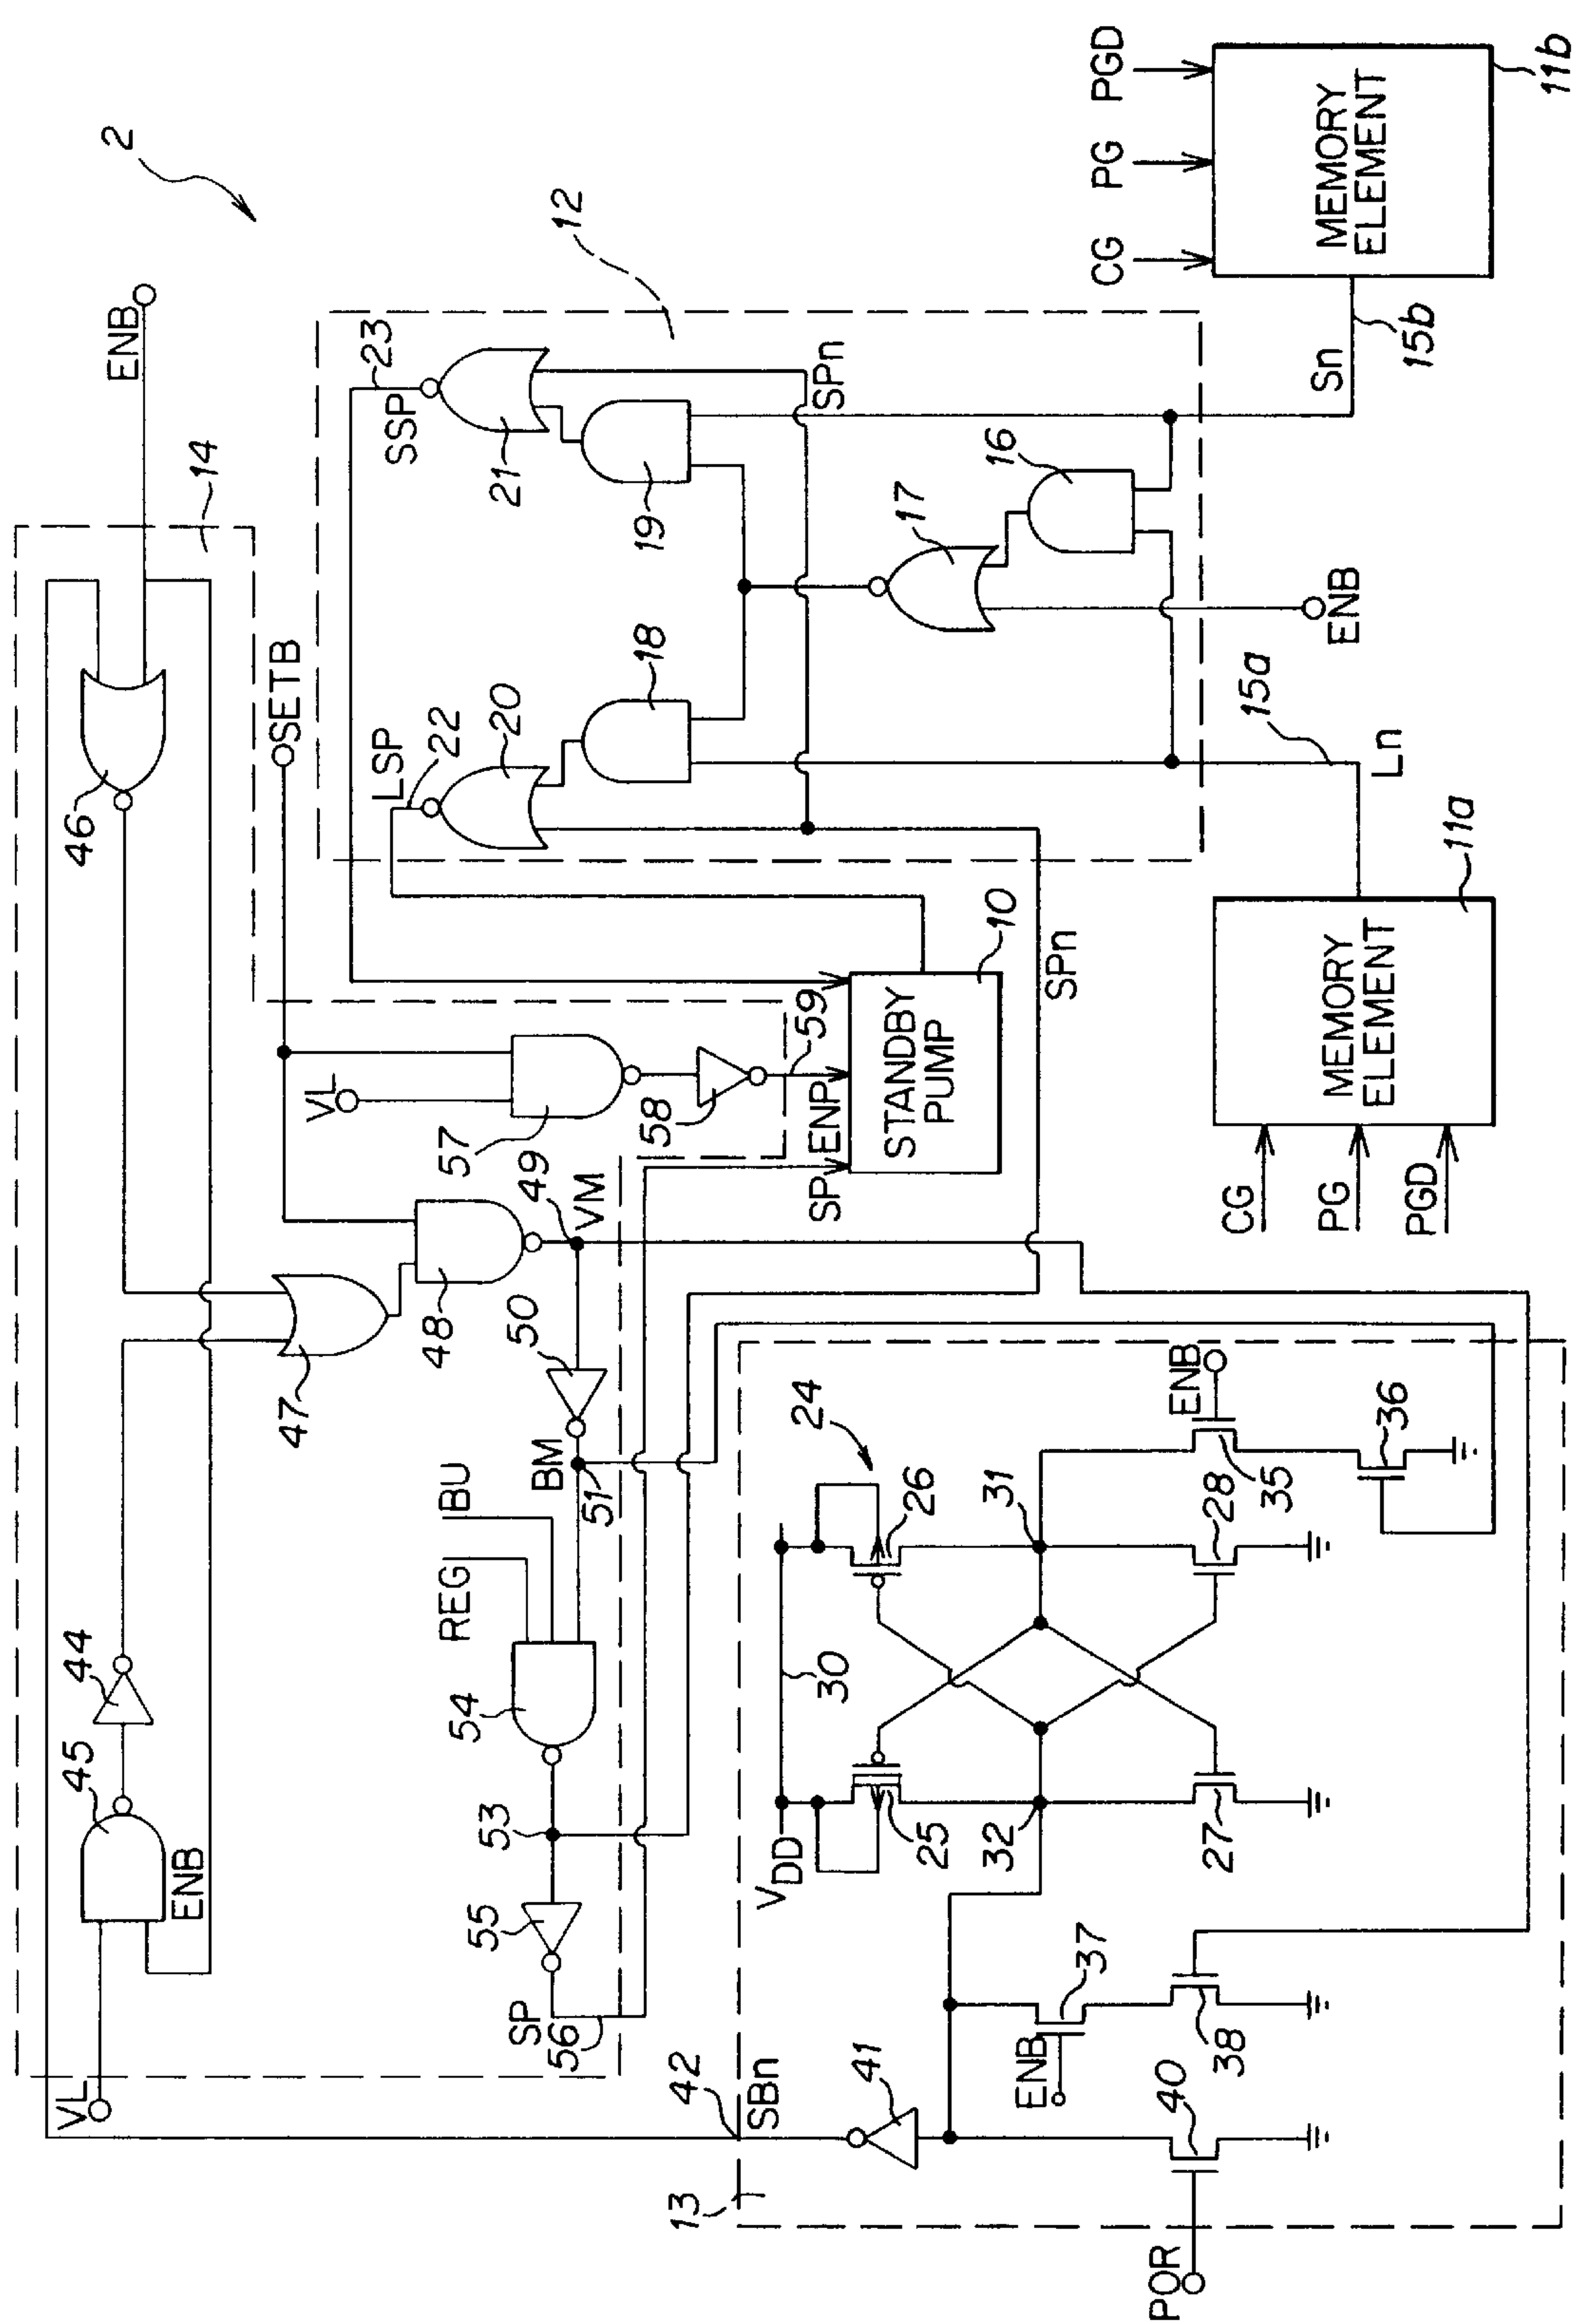 2
ENB
14
46
SETB
45
44
ENB
VL
47
48
57
VL
58
59
49
VM
50
BM
51
BU
REG
54
53
55
SP
56
SP
ENP
STANDBY
PUMP
10
SPn
12
SSP
23
LSP
22
21
20
19
18
SPn
17
16
ENB
15a
Ln
Sn
15b
CG
PG
PGD
MEMORY
ELEMENT
11b
CG
PG
PGD
MEMORY
ELEMENT
11a
13
42
SBn
41
VDD
30
24
25
26
31
32
27
28
ENB
35
36
ENB
37
38
40
POR